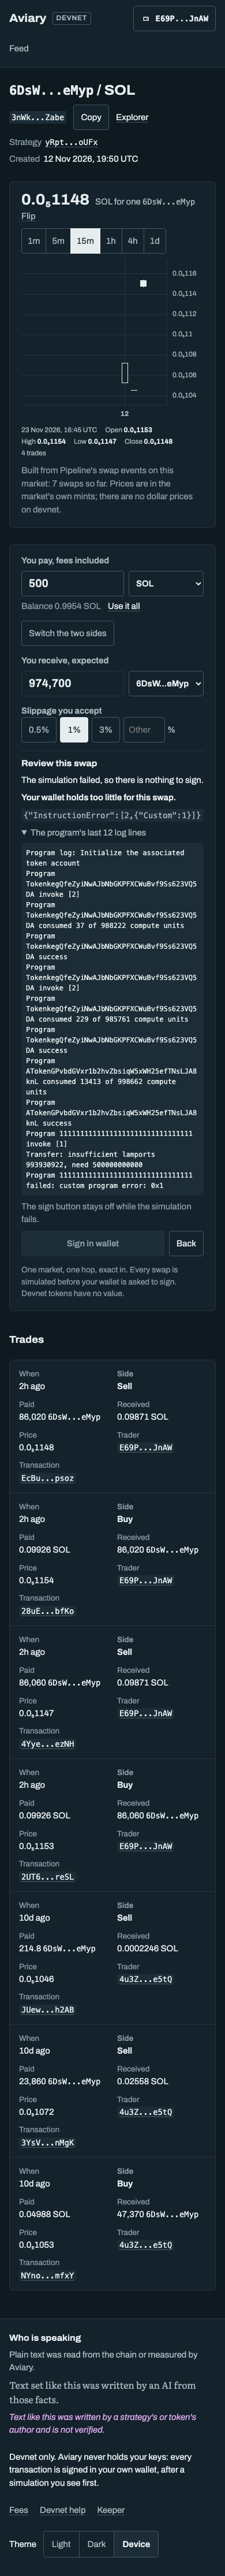 Aviary DEVNET E69P...JnAW
Feed
6DsW...eMyp / SOL
3nWk...Zabe Copy Explorer
Strategy yRpt...oUFx
Created 12 Nov 2026, 19:50 UTC
0.0₅1148 SOL for one 6DsW...eMyp
Flip
1m 5m 15m 1h 4h 1d
0.0₅116
0.0₅114
0.0₅112
0.0₅11
0.0₅108
0.0₅106
0.0₅104
12
23 Nov 2026, 16:45 UTC Open 0.0₅1153
High 0.0₅1154 Low 0.0₅1147 Close 0.0₅1148
4 trades
Built from Pipeline's swap events on this
market: 7 swaps so far. Prices are in the
market's own mints; there are no dollar prices
on devnet.
You pay, fees included
500 SOL
Balance 0.9954 SOL Use it all
Switch the two sides
You receive, expected
974,700 6DsW...eMyp
Slippage you accept
0.5% 1% 3% Other %
Review this swap
The simulation failed, so there is nothing to sign.
Your wallet holds too little for this swap.
{"InstructionError":[2,{"Custom":1}]}
▼ The program's last 12 log lines
Program log: Initialize the associated
token account
Program
TokenkegQfeZyiNwAJbNbGKPFXCWuBvf9Ss623VQ5
DA invoke [2]
Program
TokenkegQfeZyiNwAJbNbGKPFXCWuBvf9Ss623VQ5
DA consumed 37 of 988222 compute units
Program
TokenkegQfeZyiNwAJbNbGKPFXCWuBvf9Ss623VQ5
DA success
Program
TokenkegQfeZyiNwAJbNbGKPFXCWuBvf9Ss623VQ5
DA invoke [2]
Program
TokenkegQfeZyiNwAJbNbGKPFXCWuBvf9Ss623VQ5
DA consumed 229 of 985761 compute units
Program
TokenkegQfeZyiNwAJbNbGKPFXCWuBvf9Ss623VQ5
DA success
Program
ATokenGPvbdGVxr1b2hvZbsiqW5xWH25efTNsLJA8
knL consumed 13413 of 998662 compute
units
Program
ATokenGPvbdGVxr1b2hvZbsiqW5xWH25efTNsLJA8
knL success
Program 11111111111111111111111111111111
invoke [1]
Transfer: insufficient lamports
993930922, need 500000000000
Program 11111111111111111111111111111111
failed: custom program error: 0x1
The sign button stays off while the simulation
fails.
Sign in wallet Back
One market, one hop, exact in. Every swap is
simulated before your wallet is asked to sign.
Devnet tokens have no value.
Trades
When Side
2h ago Sell
Paid Received
86,020 6DsW...eMyp 0.09871 SOL
Price Trader
0.0₅1148 E69P...JnAW
Transaction
EcBu...psoz
When Side
2h ago Buy
Paid Received
0.09926 SOL 86,020 6DsW...eMyp
Price Trader
0.0₅1154 E69P...JnAW
Transaction
28uE...bfKo
When Side
2h ago Sell
Paid Received
86,060 6DsW...eMyp 0.09871 SOL
Price Trader
0.0₅1147 E69P...JnAW
Transaction
4Yye...ezNH
When Side
2h ago Buy
Paid Received
0.09926 SOL 86,060 6DsW...eMyp
Price Trader
0.0₅1153 E69P...JnAW
Transaction
2UT6...reSL
When Side
10d ago Sell
Paid Received
214.8 6DsW...eMyp 0.0002246 SOL
Price Trader
0.0₅1046 4u3Z...e5tQ
Transaction
JUew...h2AB
When Side
10d ago Sell
Paid Received
23,860 6DsW...eMyp 0.02558 SOL
Price Trader
0.0₅1072 4u3Z...e5tQ
Transaction
3YsV...nMgK
When Side
10d ago Buy
Paid Received
0.04988 SOL 47,370 6DsW...eMyp
Price Trader
0.0₅1053 4u3Z...e5tQ
Transaction
NYno...mfxY
Who is speaking
Plain text was read from the chain or measured by
Aviary.
Text set like this was written by an AI from
those facts.
Text like this was written by a strategy's or token's
author and is not verified.
Devnet only. Aviary never holds your keys: every
transaction is signed in your own wallet, after a
simulation you see first.
Fees Devnet help Keeper
Theme Light Dark Device